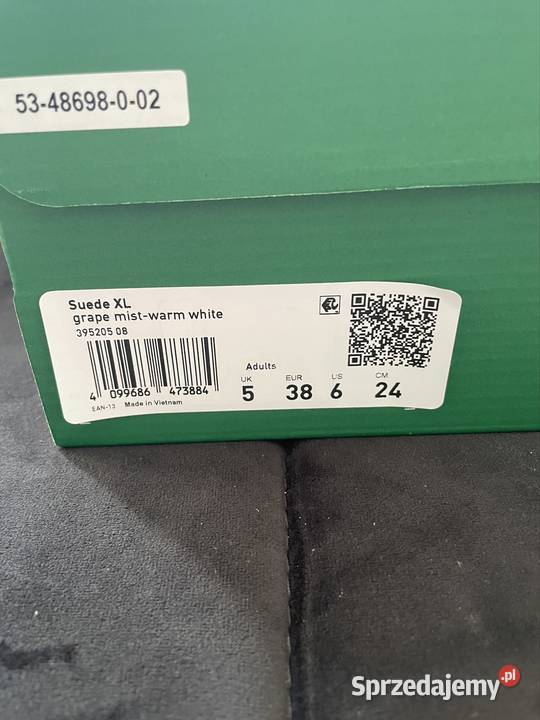 53-48698-0-02
Suede XL
grape mist-warm white
395205 08
4 099686 473884
EAN-13 Made in Vietnam
Adults
UK EUR US CM
5 38 6 24
Sprzedajemy.pl